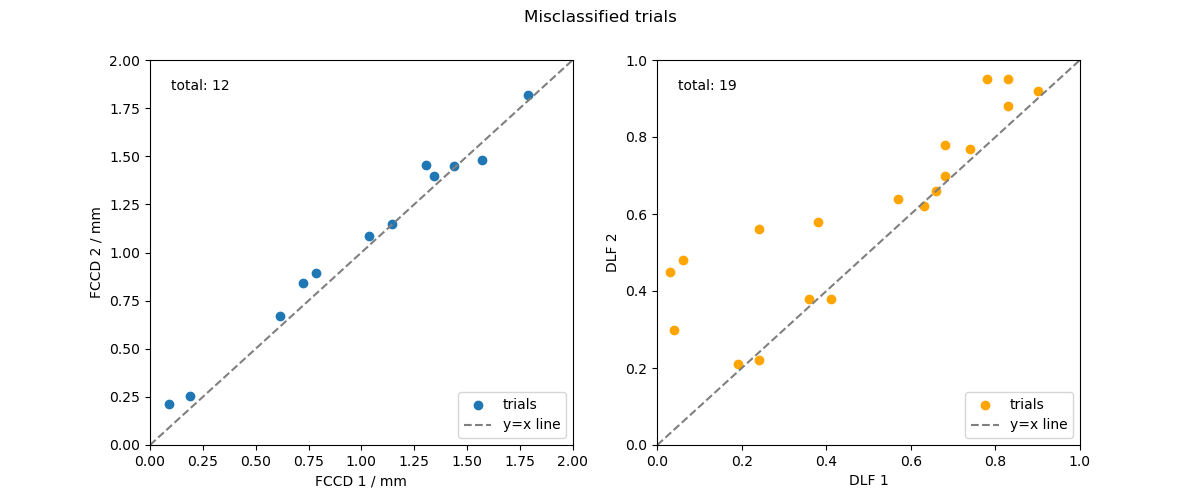 Misclassified trials
total: 12
2.00
1.75
1.50
1.25
1.00
0.75
0.50
0.25
0.00
FCCD 2 / mm
trials
y=x line
0.00 0.25 0.50 0.75 1.00 1.25 1.50 1.75 2.00
FCCD 1 / mm
total: 19
1.0
0.8
0.6
0.4
0.2
0.0
DLF 2
trials
y=x line
0.0 0.2 0.4 0.6 0.8 1.0
DLF 1